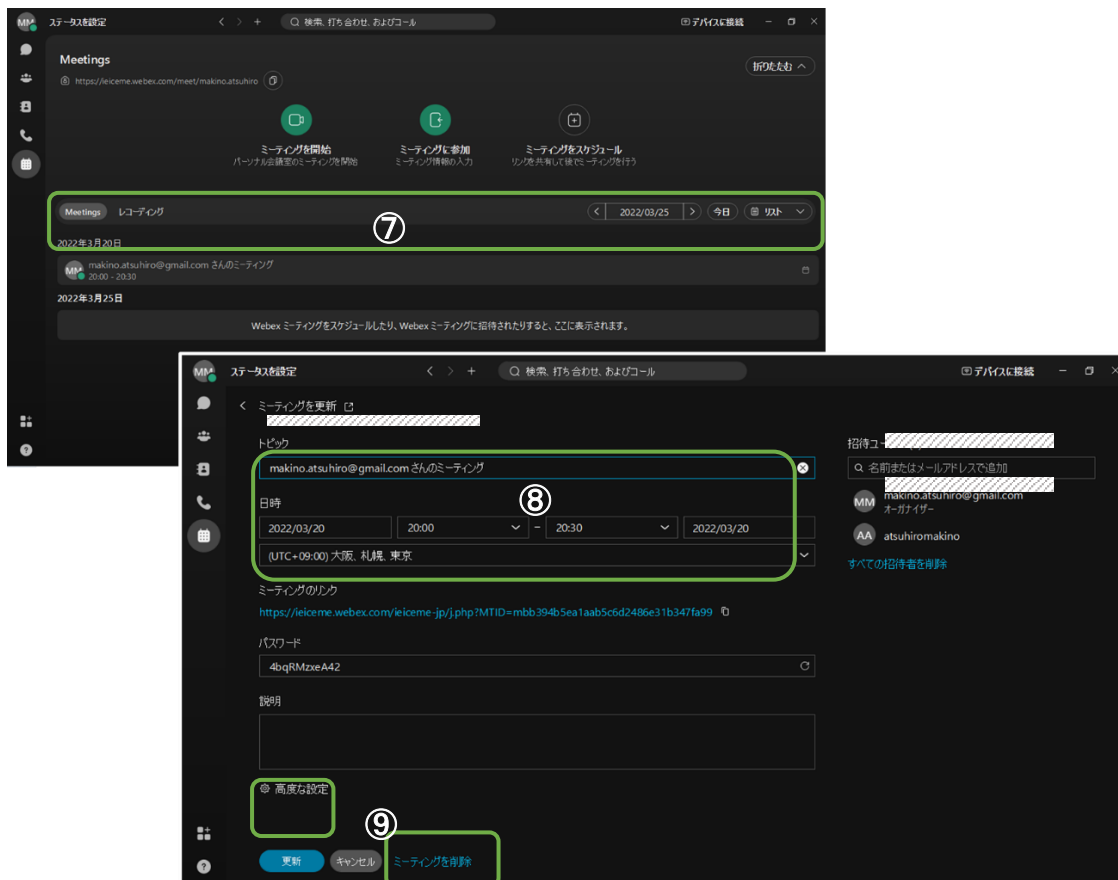 MM ステータスを設定 検索、打ち合わせ、およびコール デバイスに接続
Meetings
https://ieiceme.webex.com/meet/makino.atsuhiro
折りたたむ
ミーティングを開始
パーソナル会議室のミーティングを開始
ミーティングに参加
ミーティング情報の入力
ミーティングをスケジュール
リンクを共有して後でミーティングを行う
Meetings レコーディング 2022/03/25 今日 リスト
⑦
2022年3月20日
MM makino.atsuhiro@gmail.com さんのミーティング
20:00 - 20:30
2022年3月25日
Webex ミーティングをスケジュールしたり、Webex ミーティングに招待されたりすると、ここに表示されます。
MM ステータスを設定 検索、打ち合わせ、およびコール デバイスに接続
ミーティングを更新
トピック
makino.atsuhiro@gmail.com さんのミーティング
⑧
日時
2022/03/20 20:00 – 20:30 2022/03/20
(UTC+09:00) 大阪、札幌、東京
ミーティングのリンク
https://ieiceme.webex.com/ieiceme-jp/j.php?MTID=mbb394b5ea1aab5c6d2486e31b347fa99
パスワード
4bqRMzxeA42
説明
高度な設定
⑨
更新 キャンセル ミーティングを削除
招待ユー
名前またはメールアドレスで追加
MM makino.atsuhiro@gmail.com
オーガナイザー
AA atsuhiromakino
すべての招待者を削除